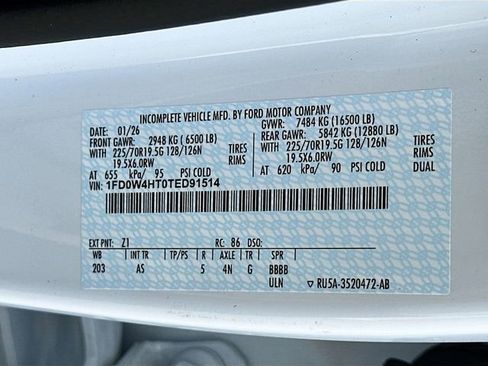 INCOMPLETE VEHICLE MFD. BY FORD MOTOR COMPANY
DATE: 01/26 GVWR: 7484 KG (16500 LB)
FRONT GAWR: 2948 KG (6500 LB) REAR GAWR: 5842 KG (12880 LB)
WITH 225/70R19.5G 128/126N TIRES WITH 225/70R19.5G 128/126N TIRES
19.5X6.0RW RIMS 19.5X6.0RW RIMS
AT 655 kPa/ 95 PSI COLD AT 620 kPa/ 90 PSI COLD DUAL
VIN: 1FD0W4HT0TED91514
EXT PNT: Z1 RC: 86 DSO:
WB INT TR TP/PS R AXLE TR SPR
203 AS 5 4N G BBBB
ULN RU5A-3520472-AB